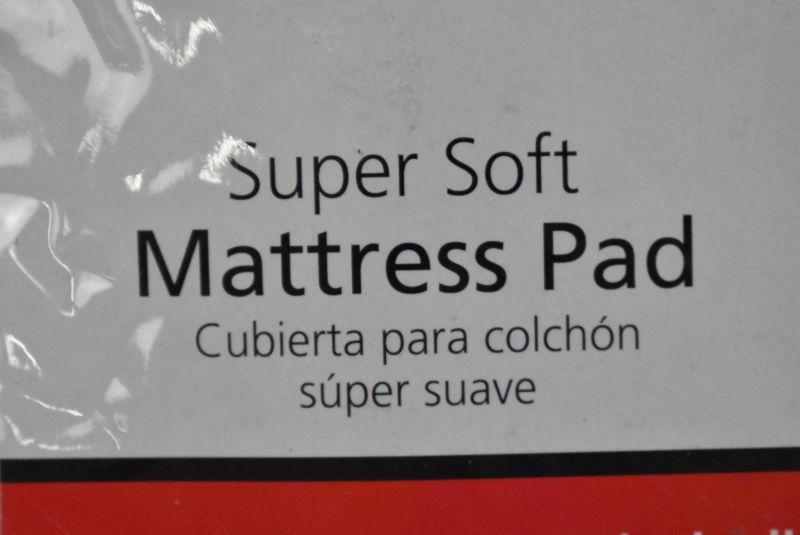 Super Soft
Mattress Pad
Cubierta para colchón
súper suave